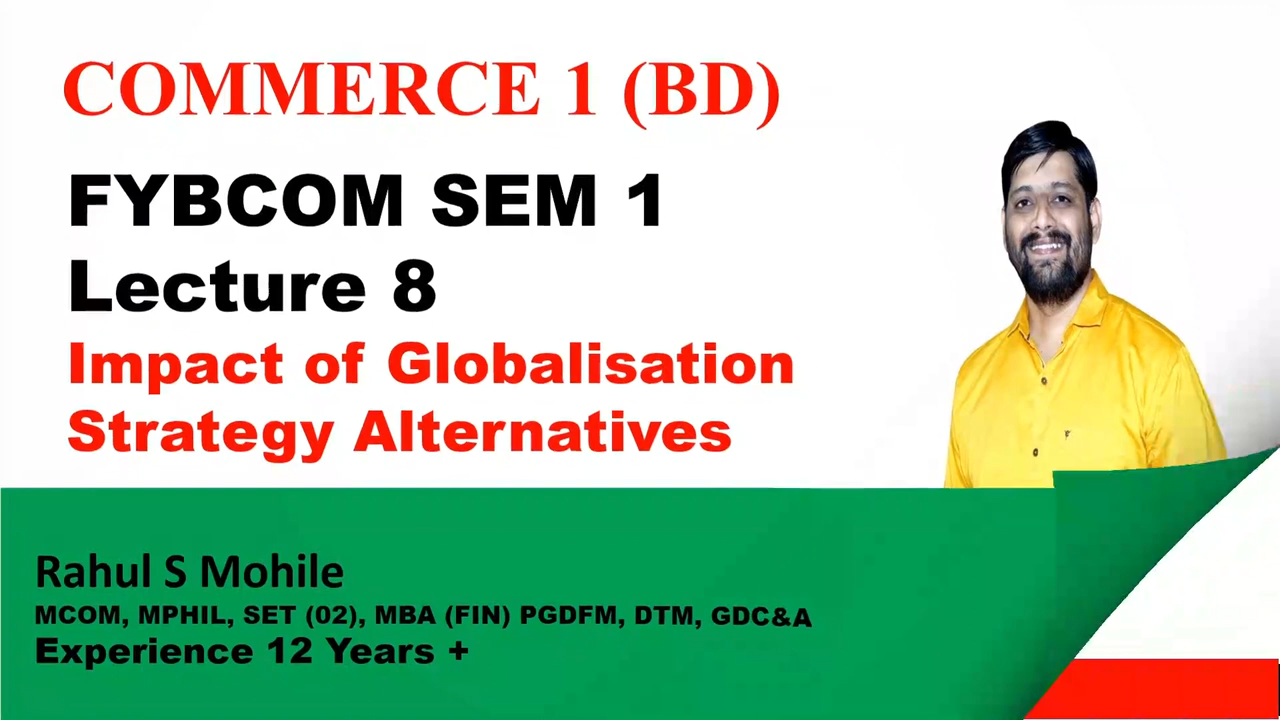 COMMERCE 1 (BD)
FYBCOM SEM 1
Lecture 8
Impact of Globalisation
Strategy Alternatives
Rahul S Mohile
MCOM, MPHIL, SET (02), MBA (FIN) PGDFM, DTM, GDC&A
Experience 12 Years +